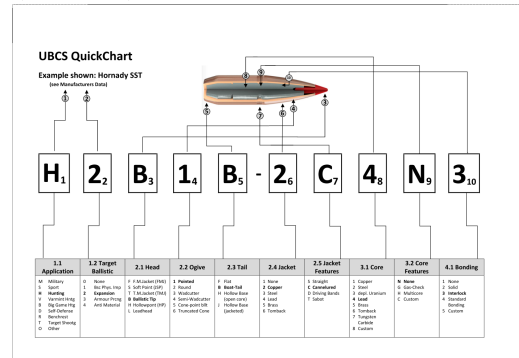 UBCS QuickChart
Example shown: Hornady SST
(see Manufacturers Data)
① ②
⑧ ⑨ ⑩
⑤ ⑦ ⑥ ④ ③
H1 22 B3 14 B5 - 26 C7 48 N9 310
1.1 Application
M Military
S Sport
H Hunting
V Varmint Hntg
B Big Game Htg
D Self-Defense
R Benchrest
T Target Shootg
O Other
1.2 Target Ballistic
0 None
1 Bsc Phys. Imp
2 Expansion
3 Armour Prcng
4 Anti Material
2.1 Head
F F.M.Jacket (FMJ)
S Soft Point (JSP)
T T.M.Jacket (TMJ)
B Ballistic Tip
H Hollowpoint (HP)
L Leadhead
2.2 Ogive
1 Pointed
2 Round
3 Wadcutter
4 Semi-Wadcutter
5 Cone-point blt
6 Truncated Cone
2.3 Tail
F Flat
B Boat-Tail
H Hollow Base
(open core)
J Hollow Base
(jacketed)
2.4 Jacket
1 None
2 Copper
3 Steel
4 Lead
5 Brass
6 Tomback
2.5 Jacket Features
S Straight
C Cannelured
D Driving Bands
T Sabot
3.1 Core
1 Copper
2 Steel
3 depl. Uranium
4 Lead
5 Brass
6 Tomback
7 Tungsten
Carbide
8 Custom
3.2 Core Features
N None
G Gas-Check
M Multicore
C Custom
4.1 Bonding
1 None
2 Solid
3 Interlock
4 Standard
Bonding
5 Custom